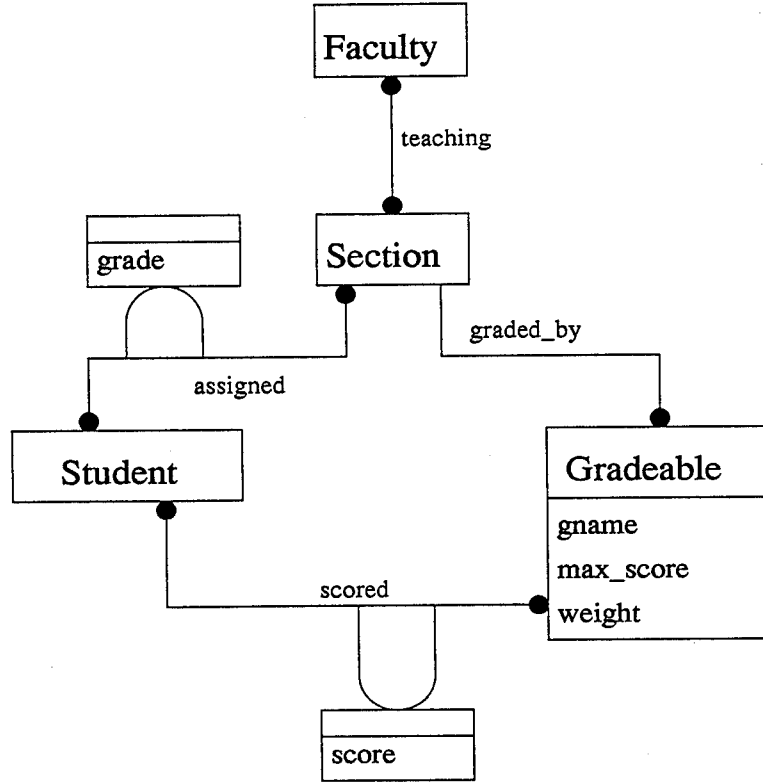 Faculty
teaching
grade
Section
graded_by
assigned
Student
Gradeable
gname
max_score
weight
scored
score